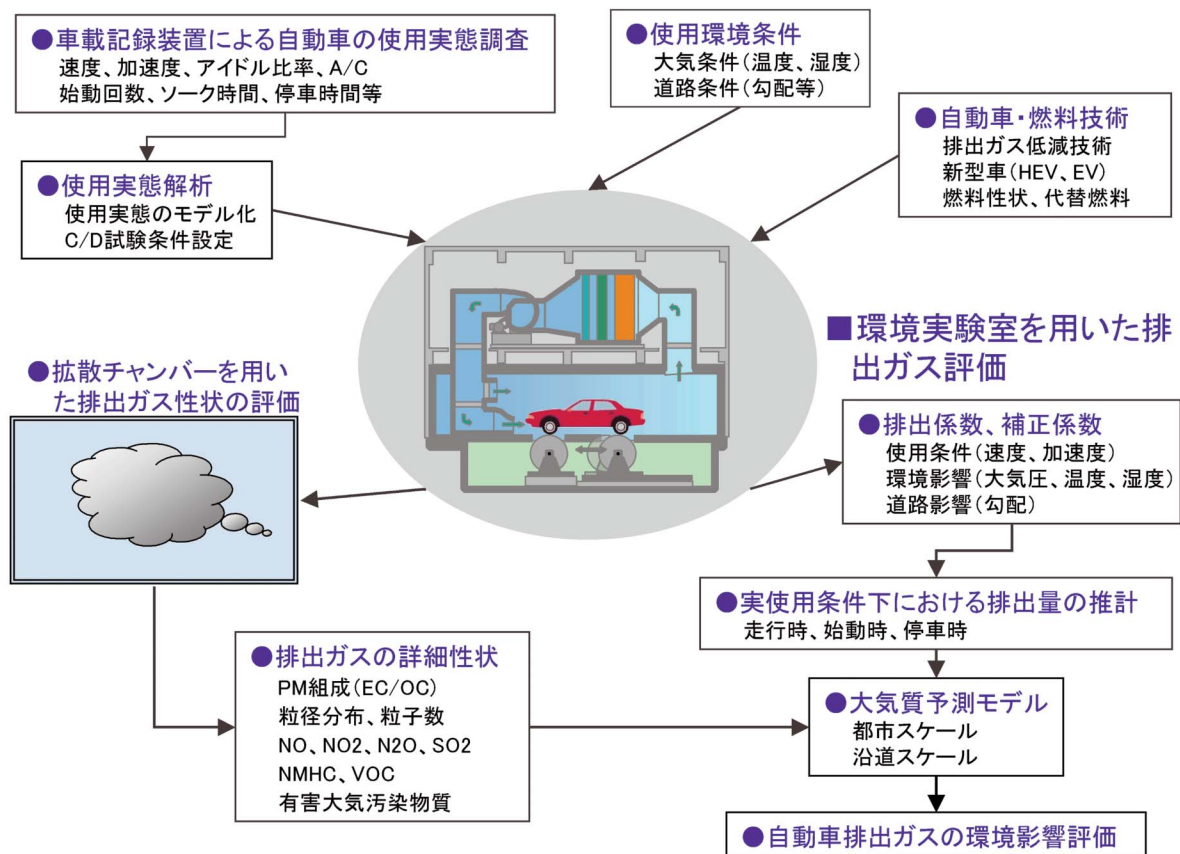 ●車載記録装置による自動車の使用実態調査
速度、加速度、アイドル比率、A/C
始動回数、ソーク時間、停車時間等
●使用環境条件
大気条件(温度、湿度)
道路条件(勾配等)
●自動車・燃料技術
排出ガス低減技術
新型車(HEV、EV)
燃料性状、代替燃料
●使用実態解析
使用実態のモデル化
C/D試験条件設定
■環境実験室を用いた排
出ガス評価
●拡散チャンバーを用い
た排出ガス性状の評価
●排出係数、補正係数
使用条件(速度、加速度)
環境影響(大気圧、温度、湿度)
道路影響(勾配)
●実使用条件下における排出量の推計
走行時、始動時、停車時
●排出ガスの詳細性状
PM組成(EC/OC)
粒径分布、粒子数
NO、NO2、N2O、SO2
NMHC、VOC
有害大気汚染物質
●大気質予測モデル
都市スケール
沿道スケール
●自動車排出ガスの環境影響評価